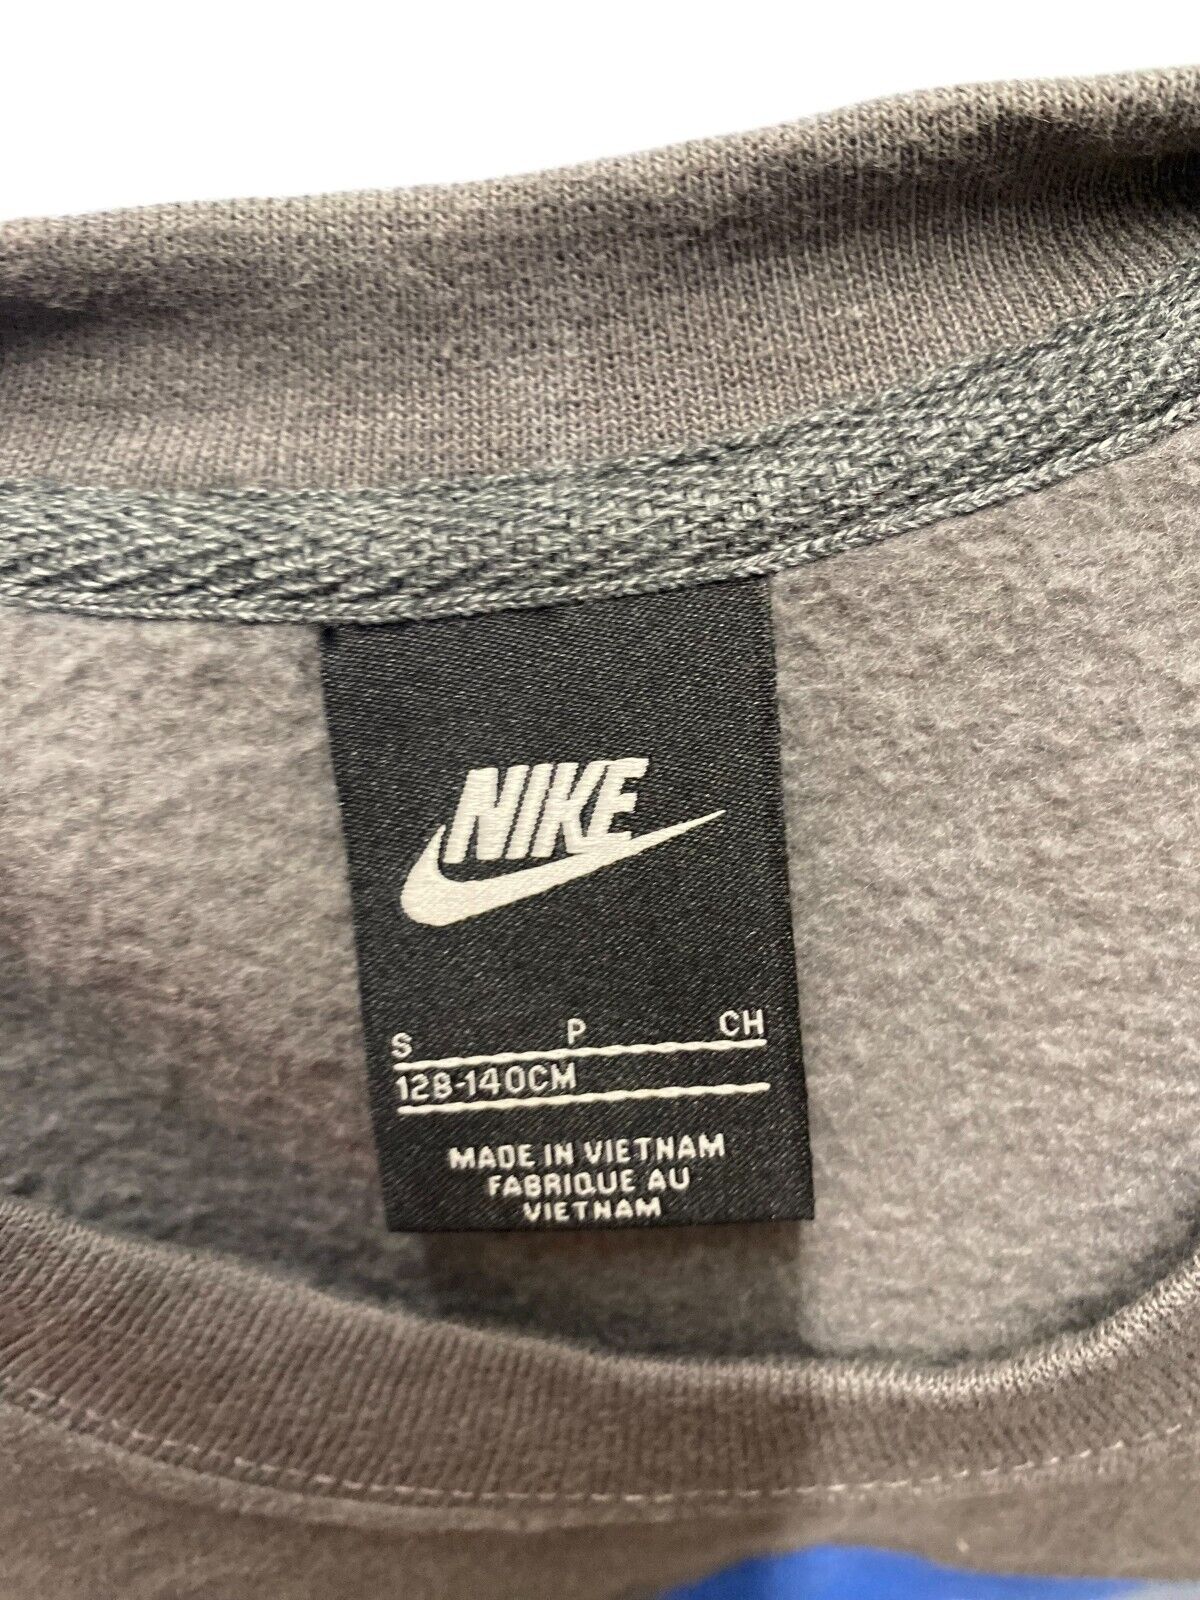 NIKE
S P CH
128-140CM
MADE IN VIETNAM
FABRIQUE AU
VIETNAM